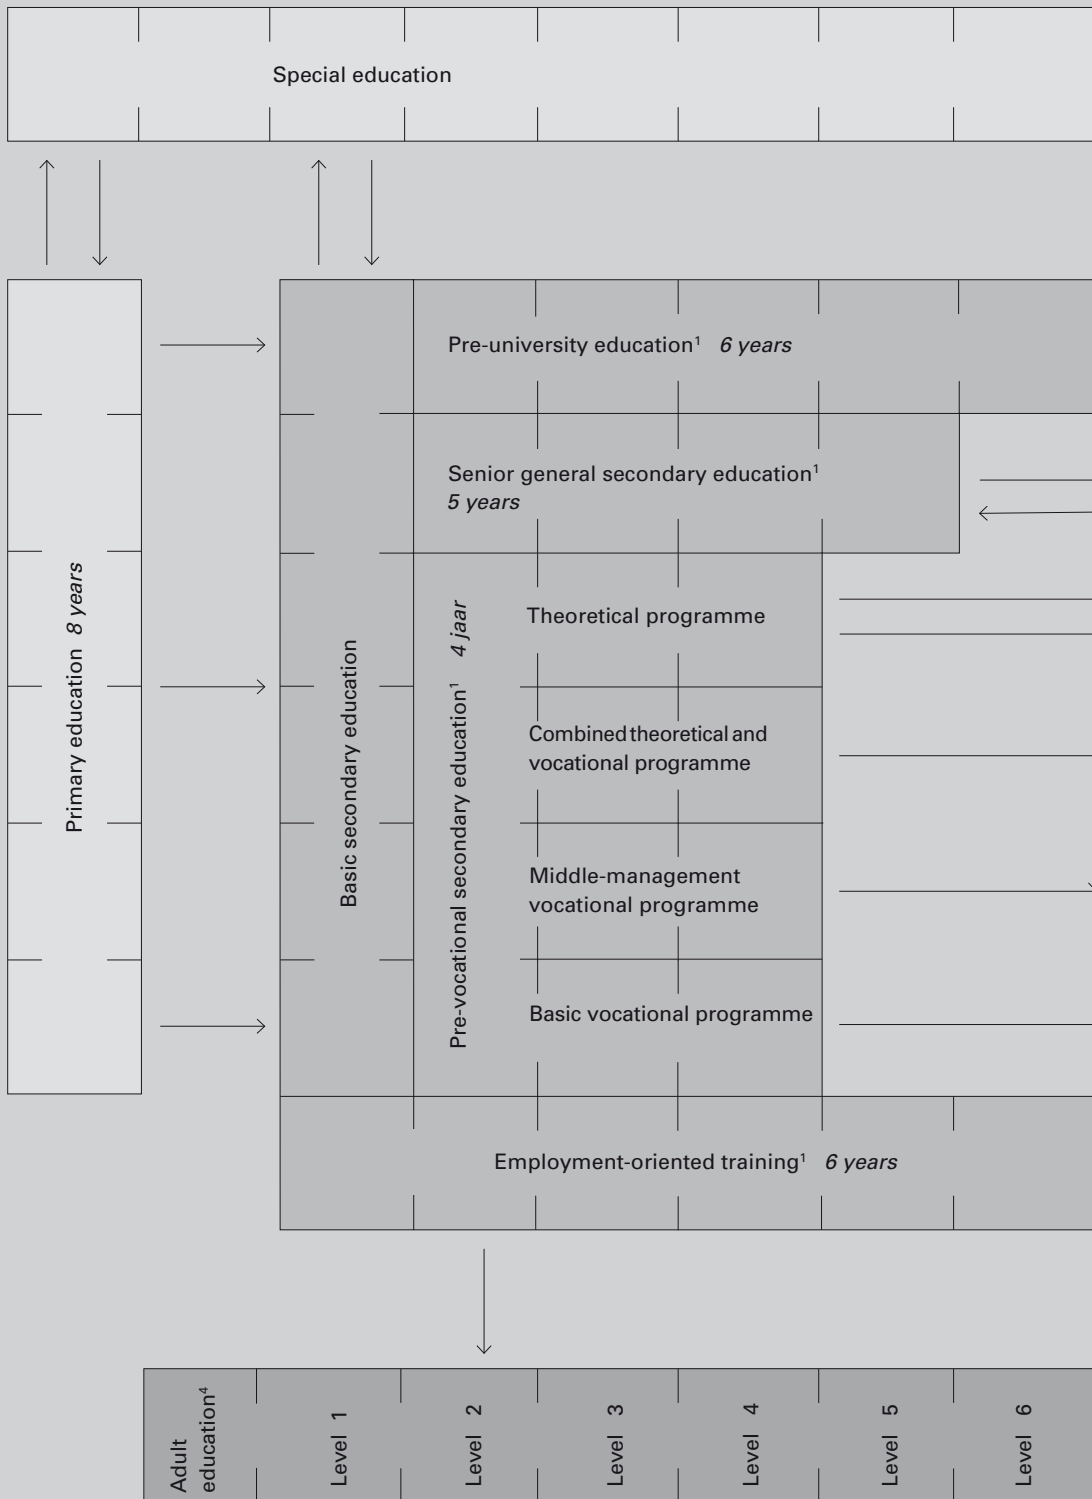 Special education
Pre-university education¹ 6 years
Senior general secondary education¹
5 years
Primary education 8 years
Basic secondary education
Pre-vocational secondary education¹ 4 jaar
Theoretical programme
Combined theoretical and
vocational programme
Middle-management
vocational programme
Basic vocational programme
Employment-oriented training¹ 6 years
Adult
education⁴
Level 1
Level 2
Level 3
Level 4
Level 5
Level 6